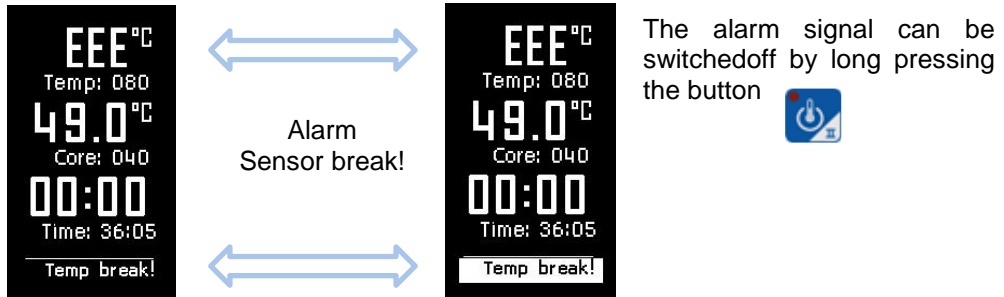 EEE°C
Temp: 080
49.0°C
Core: 040
00:00
Time: 36:05
Temp break!
Alarm
Sensor break!
EEE°C
Temp: 080
49.0°C
Core: 040
00:00
Time: 36:05
Temp break!
The alarm signal can be
switchedoff by long pressing
the button
II